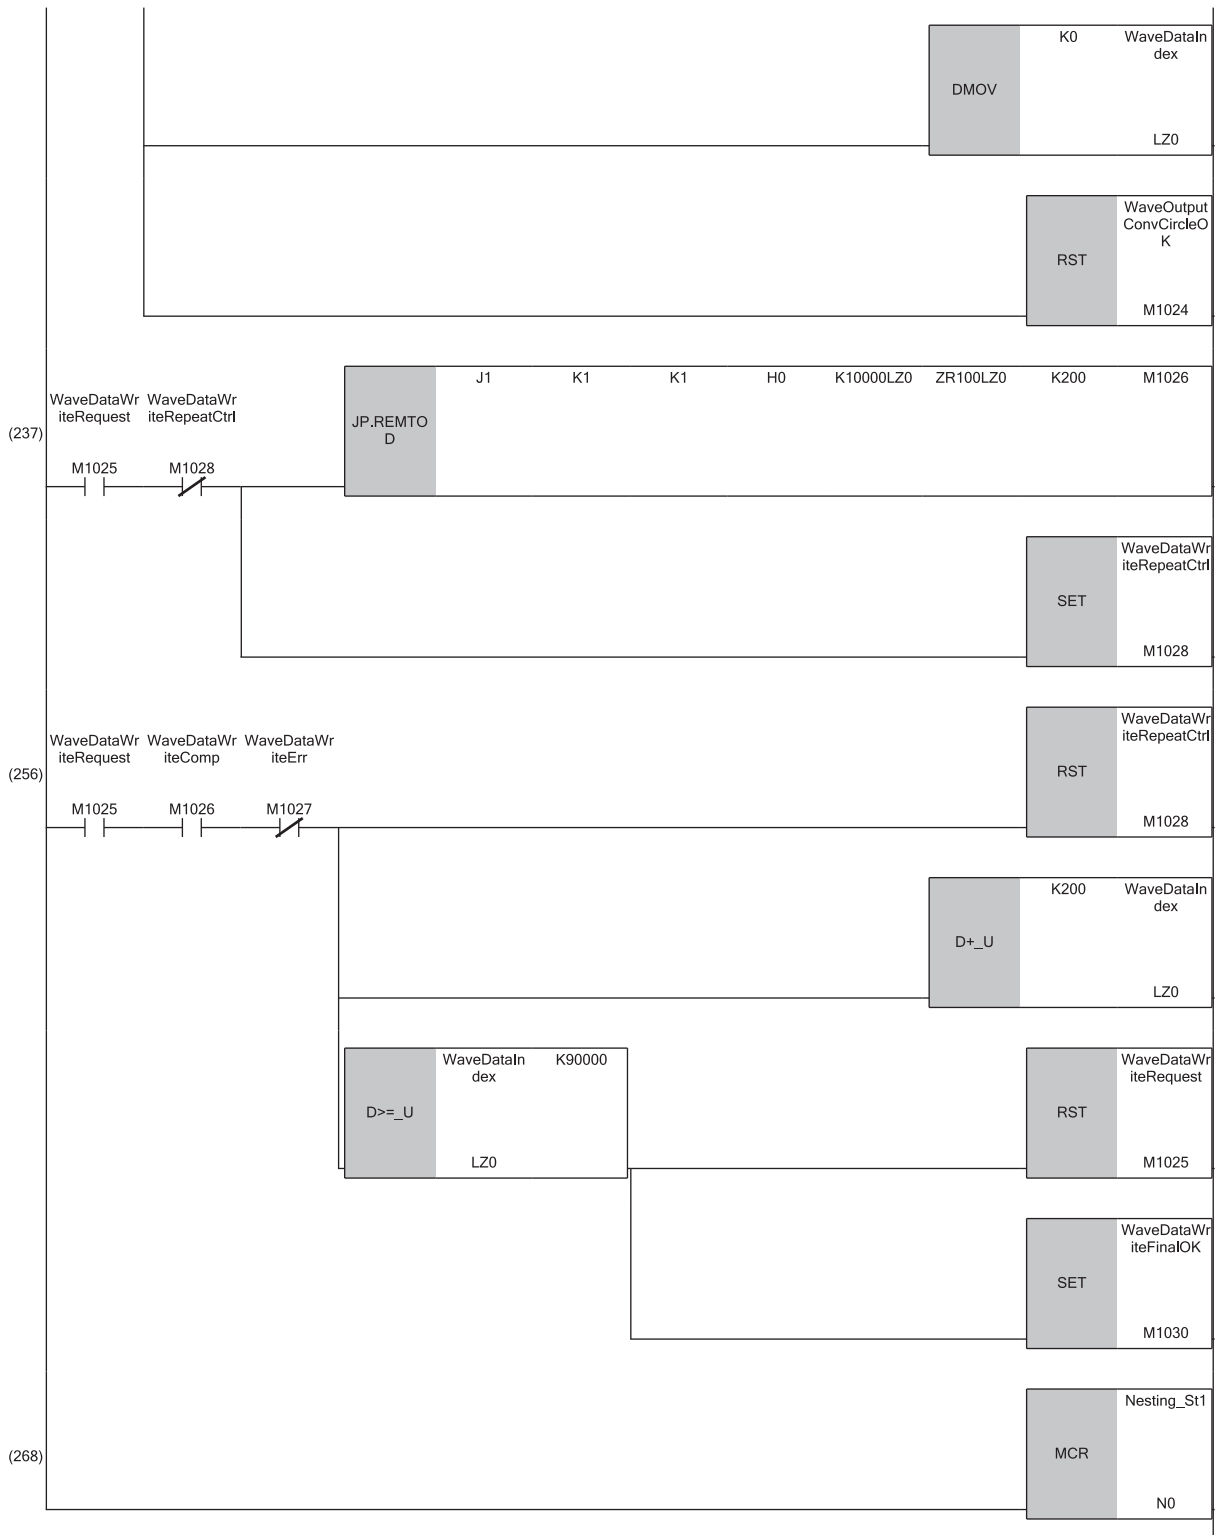 K0 WaveDataIn
dex
DMOV
LZ0
WaveOutput
ConvCircleO
K
RST
M1024
J1 K1 K1 H0 K10000LZ0 ZR100LZ0 K200 M1026
WaveDataWr WaveDataWr
iteRequest iteRepeatCtrl
JP.REMTO
D
(237)
M1025 M1028
WaveDataWr
iteRepeatCtrl
SET
M1028
WaveDataWr
iteRepeatCtrl
WaveDataWr WaveDataWr WaveDataWr
iteRequest iteComp iteErr
(256)
RST
M1025 M1026 M1027
M1028
K200 WaveDataIn
dex
D+_U
LZ0
WaveDataIn K90000
dex
D>=_U
LZ0
WaveDataWr
iteRequest
RST
M1025
WaveDataWr
iteFinalOK
SET
M1030
Nesting_St1
(268)
MCR
N0